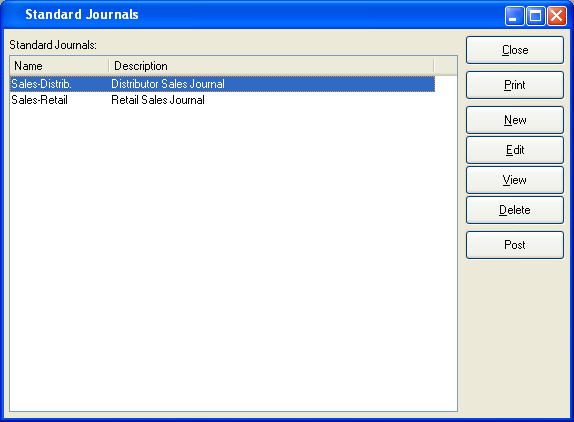 Standard Journals
Standard Journals:
Name Description
Sales-Distrib. Distributor Sales Journal
Sales-Retail Retail Sales Journal
Close
Print
New
Edit
View
Delete
Post